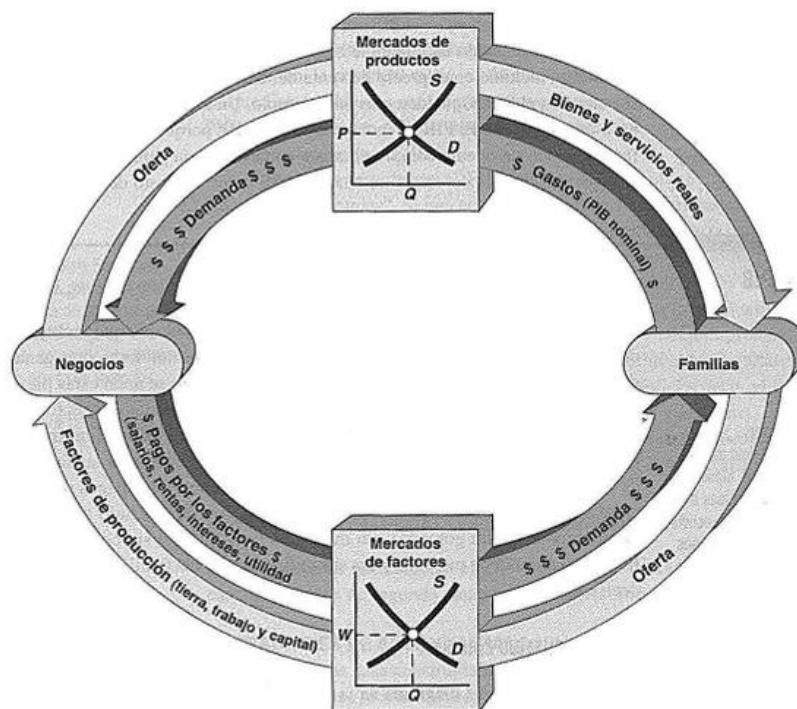 Mercados de
productos
S
P
D
Q
Oferta
$ $ $ Demanda $ $ $
Bienes y servicios reales
$ Gastos (PIB nominal) $
Negocios
Familias
$ Pagos por los factores $
(salarios, rentas, intereses, utilidad
Factores de producción (tierra, trabajo y capital)
Mercados
de factores
S
W
D
Q
$ $ $ Demanda $ $ $
Oferta